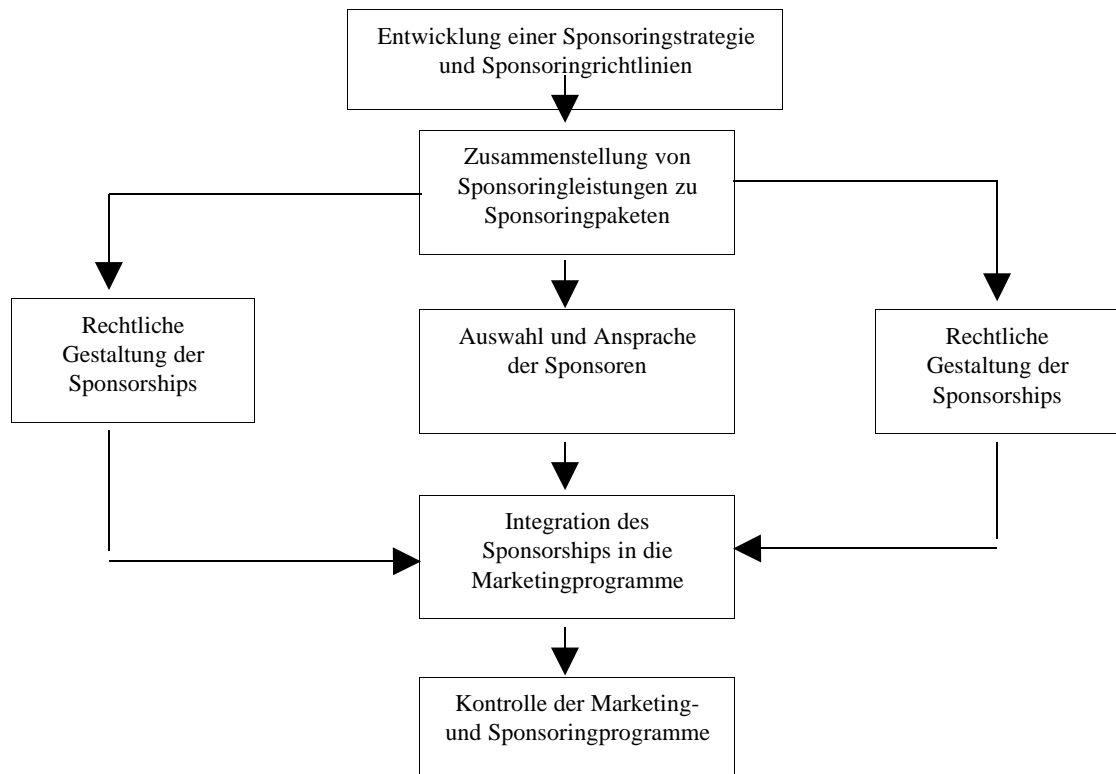 Entwicklung einer Sponsoringstrategie
und Sponsoringrichtlinien
Zusammenstellung von
Sponsoringleistungen zu
Sponsoringpaketen
Rechtliche
Gestaltung der
Sponsorships
Auswahl und Ansprache
der Sponsoren
Rechtliche
Gestaltung der
Sponsorships
Integration des
Sponsorships in die
Marketingprogramme
Kontrolle der Marketing-
und Sponsoringprogramme